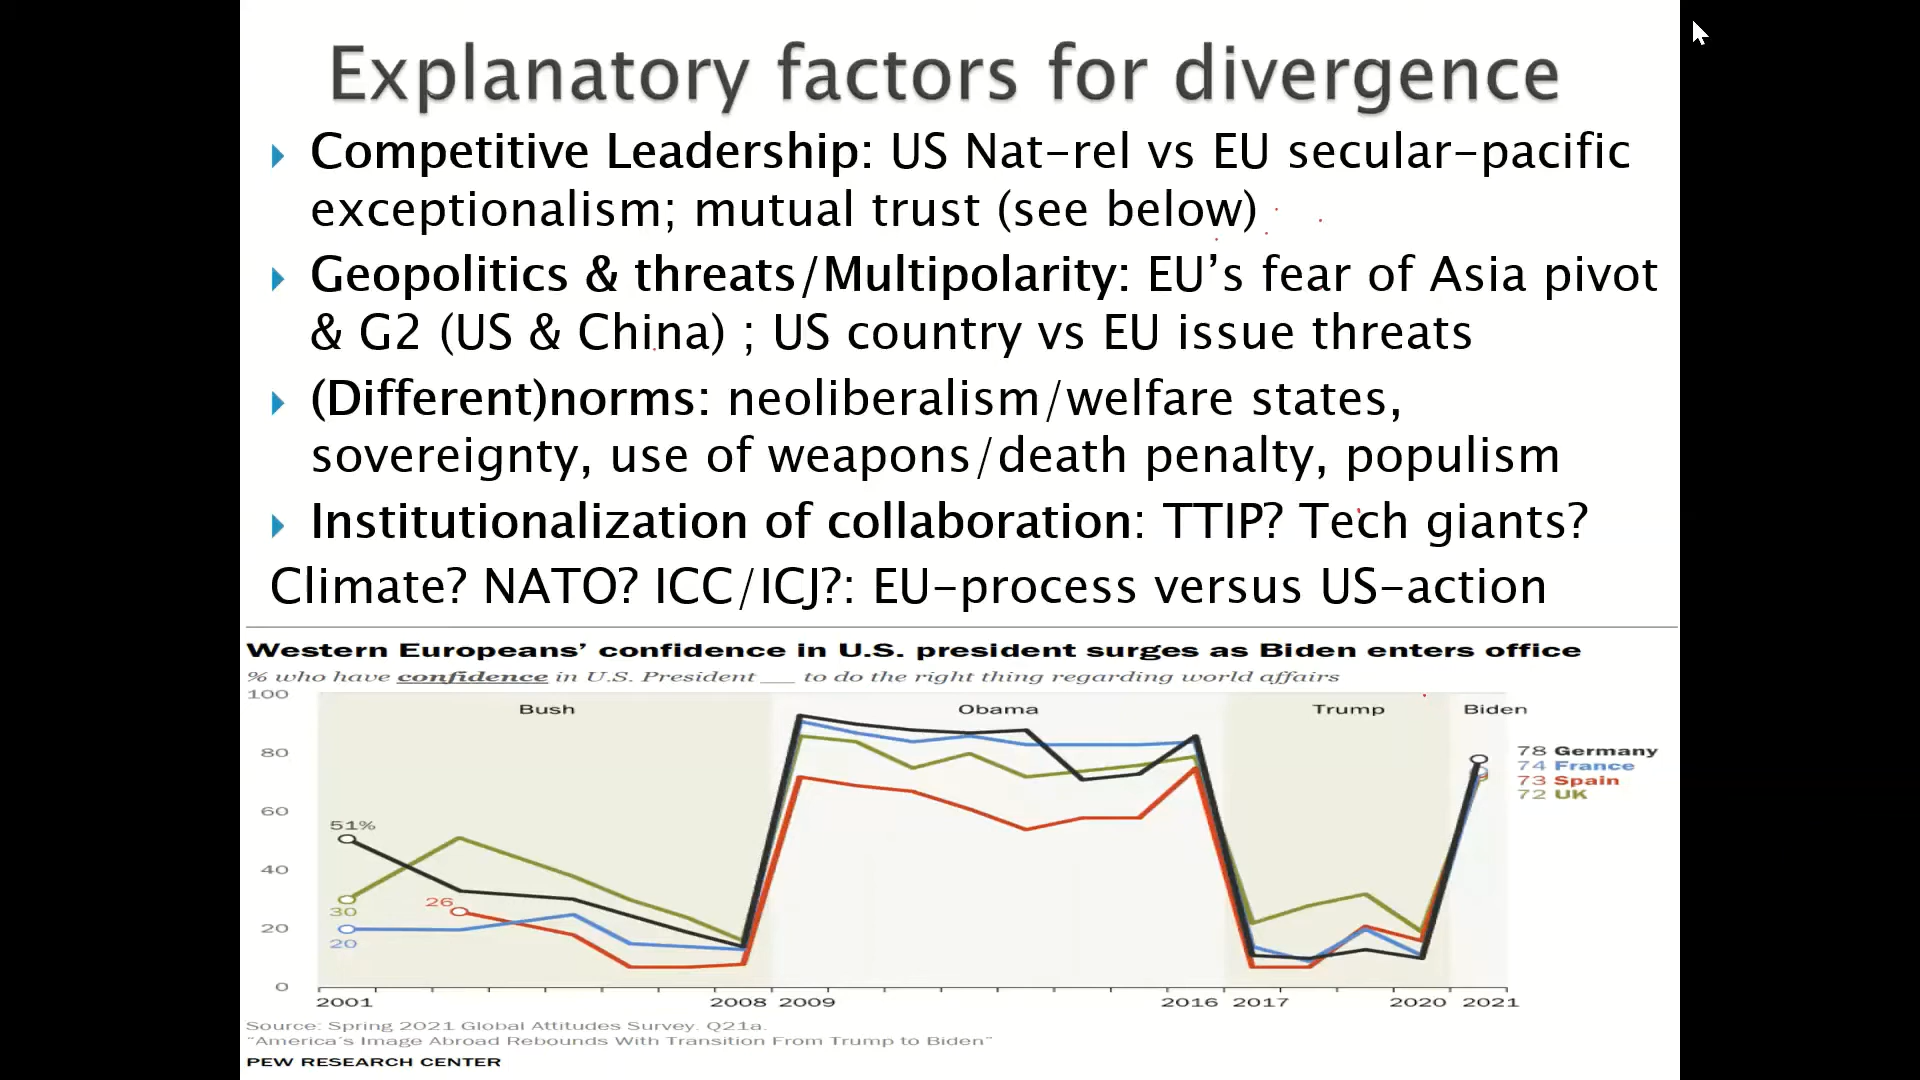 Explanatory factors for divergence
Competitive Leadership: US Nat-rel vs EU secular-pacific
exceptionalism; mutual trust (see below)
Geopolitics & threats/Multipolarity: EU’s fear of Asia pivot
& G2 (US & China) ; US country vs EU issue threats
(Different)norms: neoliberalism/welfare states,
sovereignty, use of weapons/death penalty, populism
Institutionalization of collaboration: TTIP? Tech giants?
Climate? NATO? ICC/ICJ?: EU-process versus US-action
Western Europeans’ confidence in U.S. president surges as Biden enters office
% who have confidence in U.S. President ___ to do the right thing regarding world affairs
100
Bush Obama Trump Biden
80
78 Germany
74 France
73 Spain
72 UK
60
51%
40
26
30
20
20
0
2001 2008 2009 2016 2017 2020 2021
Source: Spring 2021 Global Attitudes Survey. Q21a.
“America’s Image Abroad Rebounds With Transition From Trump to Biden”
PEW RESEARCH CENTER